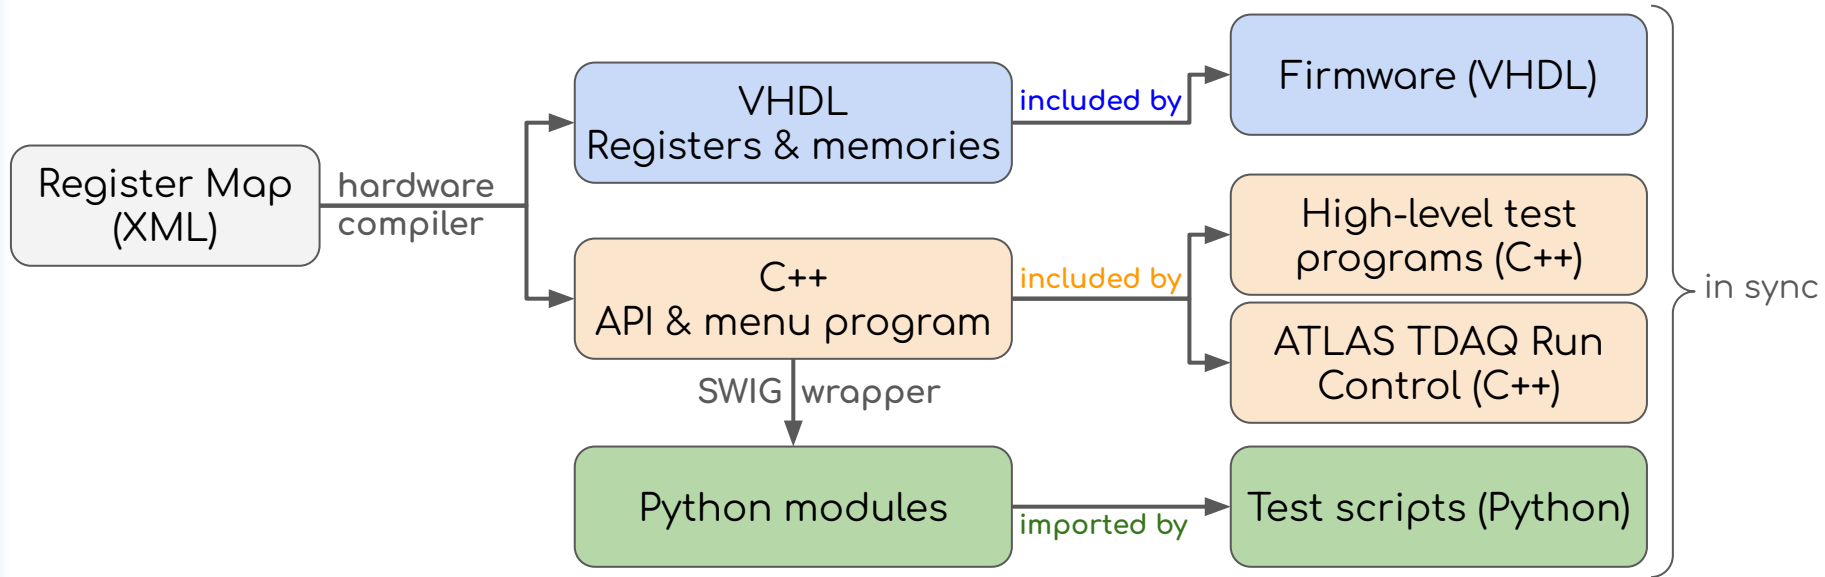 Register Map
(XML)
hardware
compiler
VHDL
Registers & memories
included by
Firmware (VHDL)
C++
API & menu program
included by
High-level test
programs (C++)
ATLAS TDAQ Run
Control (C++)
in sync
SWIG wrapper
Python modules
imported by
Test scripts (Python)